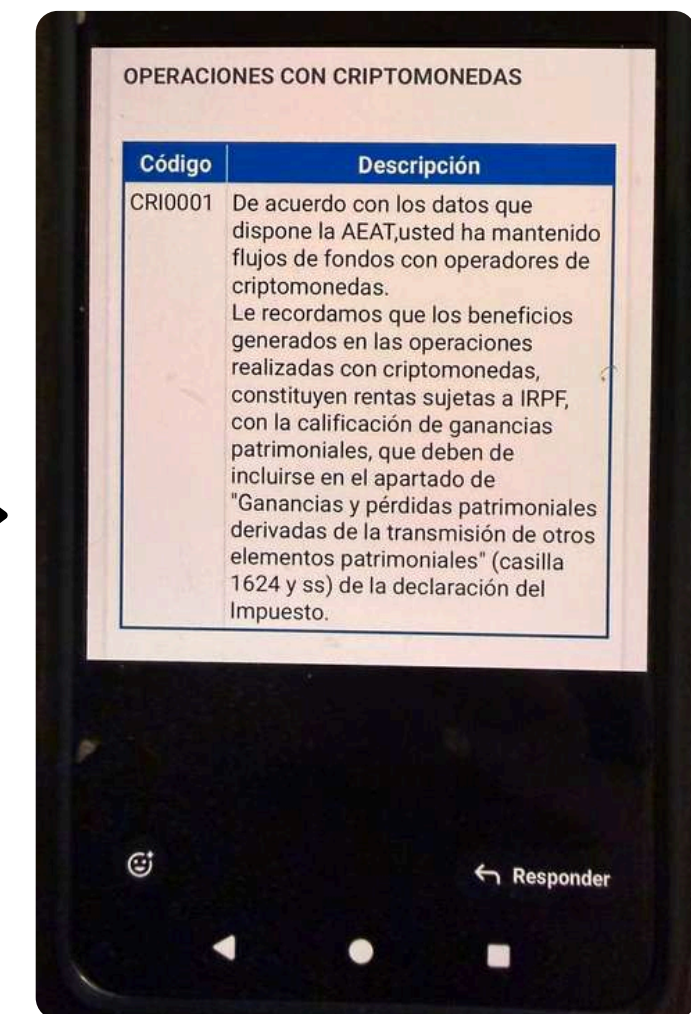 OPERACIONES CON CRIPTOMONEDAS
Código Descripción
CRI0001 De acuerdo con los datos que
dispone la AEAT,usted ha mantenido
flujos de fondos con operadores de
criptomonedas.
Le recordamos que los beneficios
generados en las operaciones
realizadas con criptomonedas,
constituyen rentas sujetas a IRPF,
con la calificación de ganancias
patrimoniales, que deben de
incluirse en el apartado de
"Ganancias y pérdidas patrimoniales
derivadas de la transmisión de otros
elementos patrimoniales" (casilla
1624 y ss) de la declaración del
Impuesto.
Responder